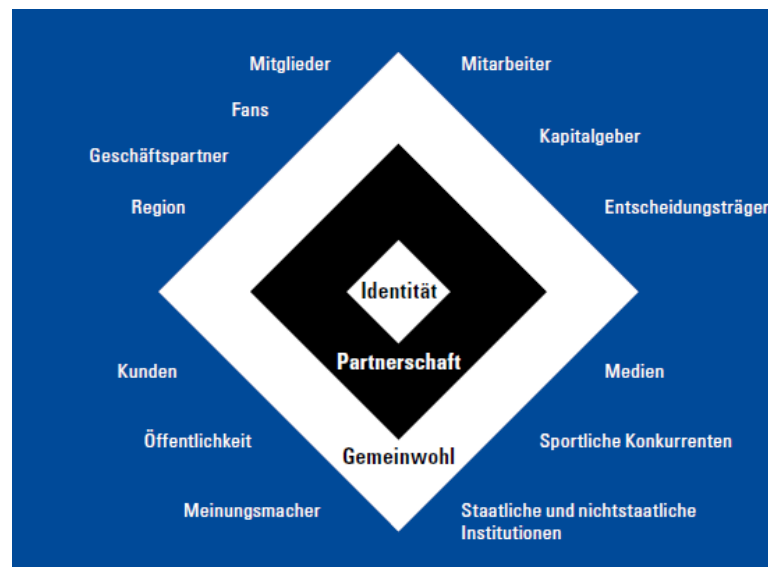 Mitglieder
Mitarbeiter
Fans
Kapitalgeber
Geschäftspartner
Region
Entscheidungsträger
Identität
Partnerschaft
Kunden
Medien
Öffentlichkeit
Sportliche Konkurrenten
Gemeinwohl
Meinungsmacher
Staatliche und nichtstaatliche
Institutionen